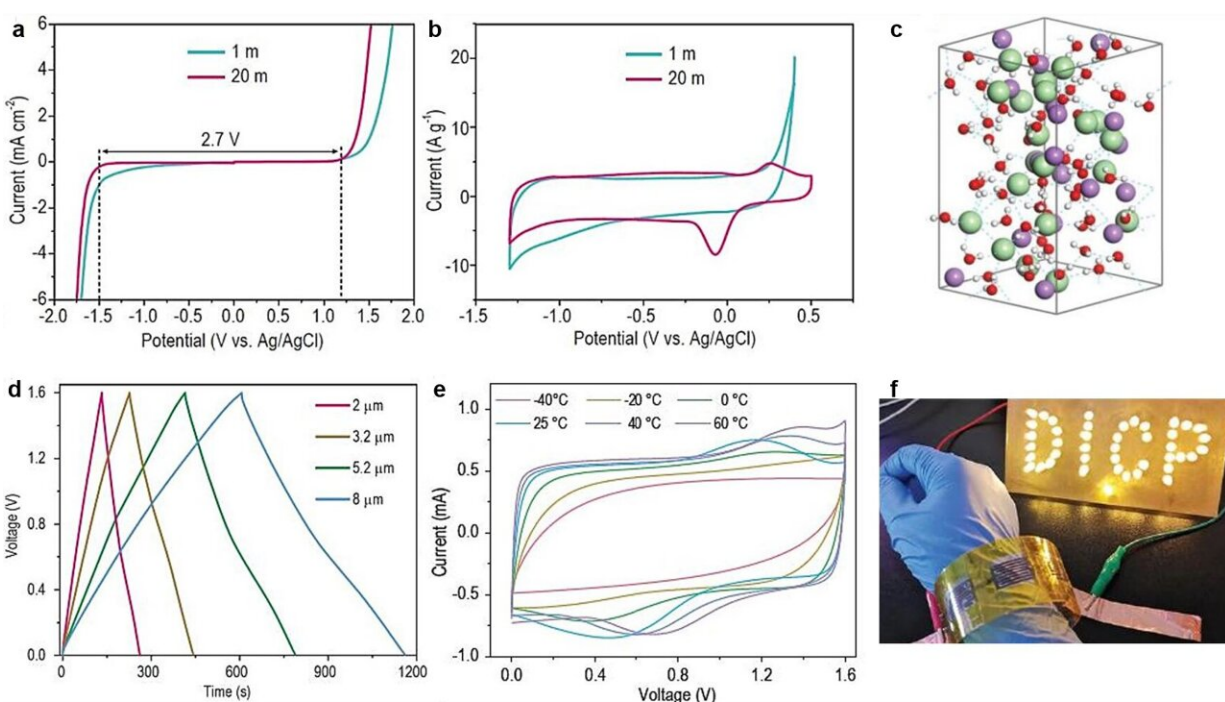 a
6
4
2
0
-2
-4
-6
Current (mA cm⁻²)
1 m
20 m
2.7 V
-2.0 -1.5 -1.0 -0.5 0.0 0.5 1.0 1.5 2.0
Potential (V vs. Ag/AgCl)
b
25
20
10
0
-10
Current (A g⁻¹)
1 m
20 m
-1.5 -1.0 -0.5 0.0 0.5
Potential (V vs. Ag/AgCl)
c
d
1.6
1.2
0.8
0.4
0.0
Voltage (V)
2 μm
3.2 μm
5.2 μm
8 μm
0 300 600 900 1200
Time (s)
e
1.0
0.5
0.0
-0.5
-1.0
Current (mA)
-40°C -20 °C 0 °C
25 °C 40 °C 60 °C
0.0 0.4 0.8 1.2 1.6
Voltage (V)
f
DICP